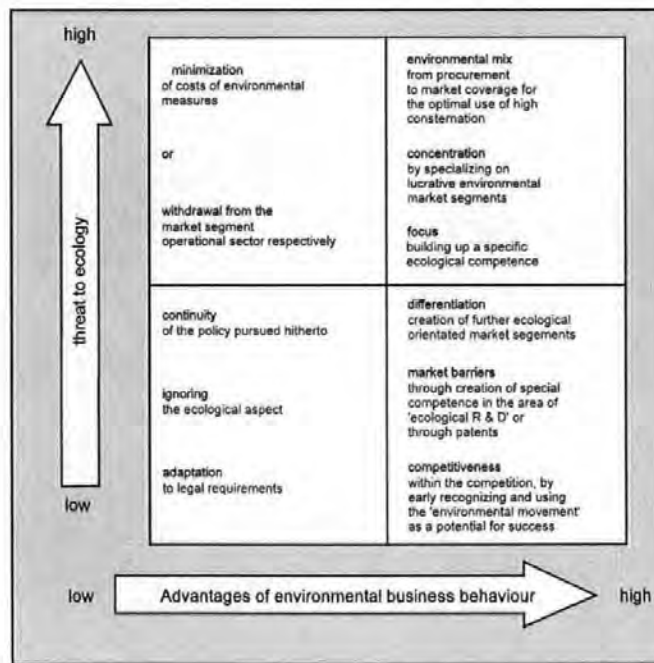 high
minimization
of costs of environmental
measures
or
withdrawal from the
market segment
operational sector respectively
environmental mix
from procurement
to market coverage for
the optimal use of high
consternation
concentration
by specializing on
lucrative environmental
market segments
focus
building up a specific
ecological competence
threat to ecology
continuity
of the policy pursued hitherto
ignoring
the ecological aspect
adaptation
to legal requirements
differentiation
creation of further ecological
orientated market segements
market barriers
through creation of special
competence in the area of
'ecological R & D' or
through patents
competitiveness
within the competition, by
early recognizing and using
the 'environmental movement'
as a potential for success
low
low
Advantages of environmental business behaviour
high